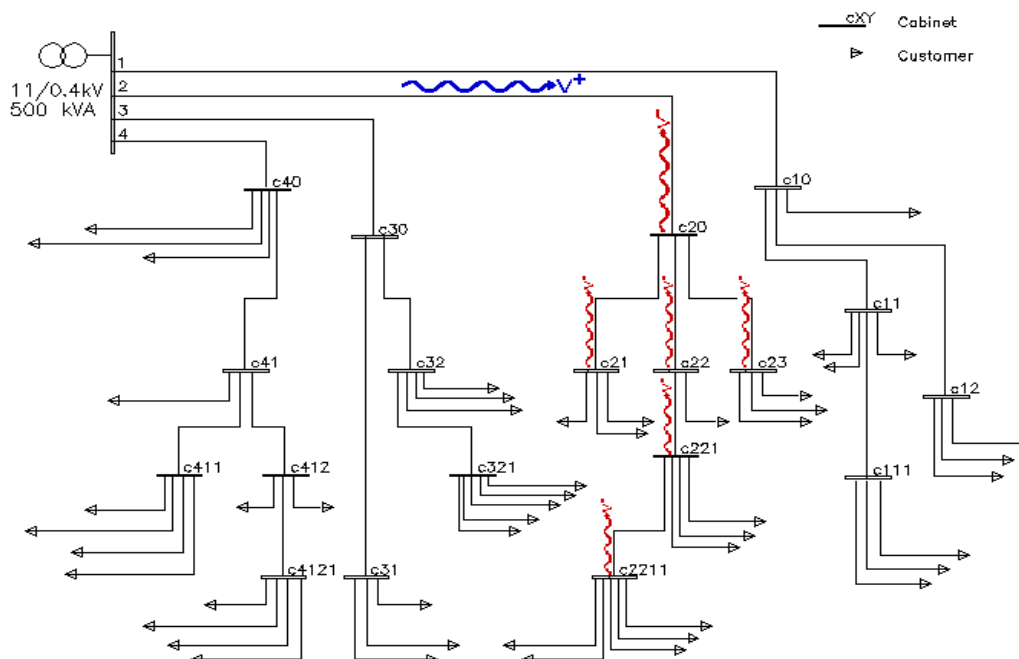 cXY Cabinet
Customer
11/0.4kV
500 kVA
1
2
3
4
V+
V-
c10
c40
c30
c20
V-
V-
V-
c11
c41
c32
c21
c22
c23
c12
V-
c221
c411
c412
c321
c111
V-
c4121
c31
c2211